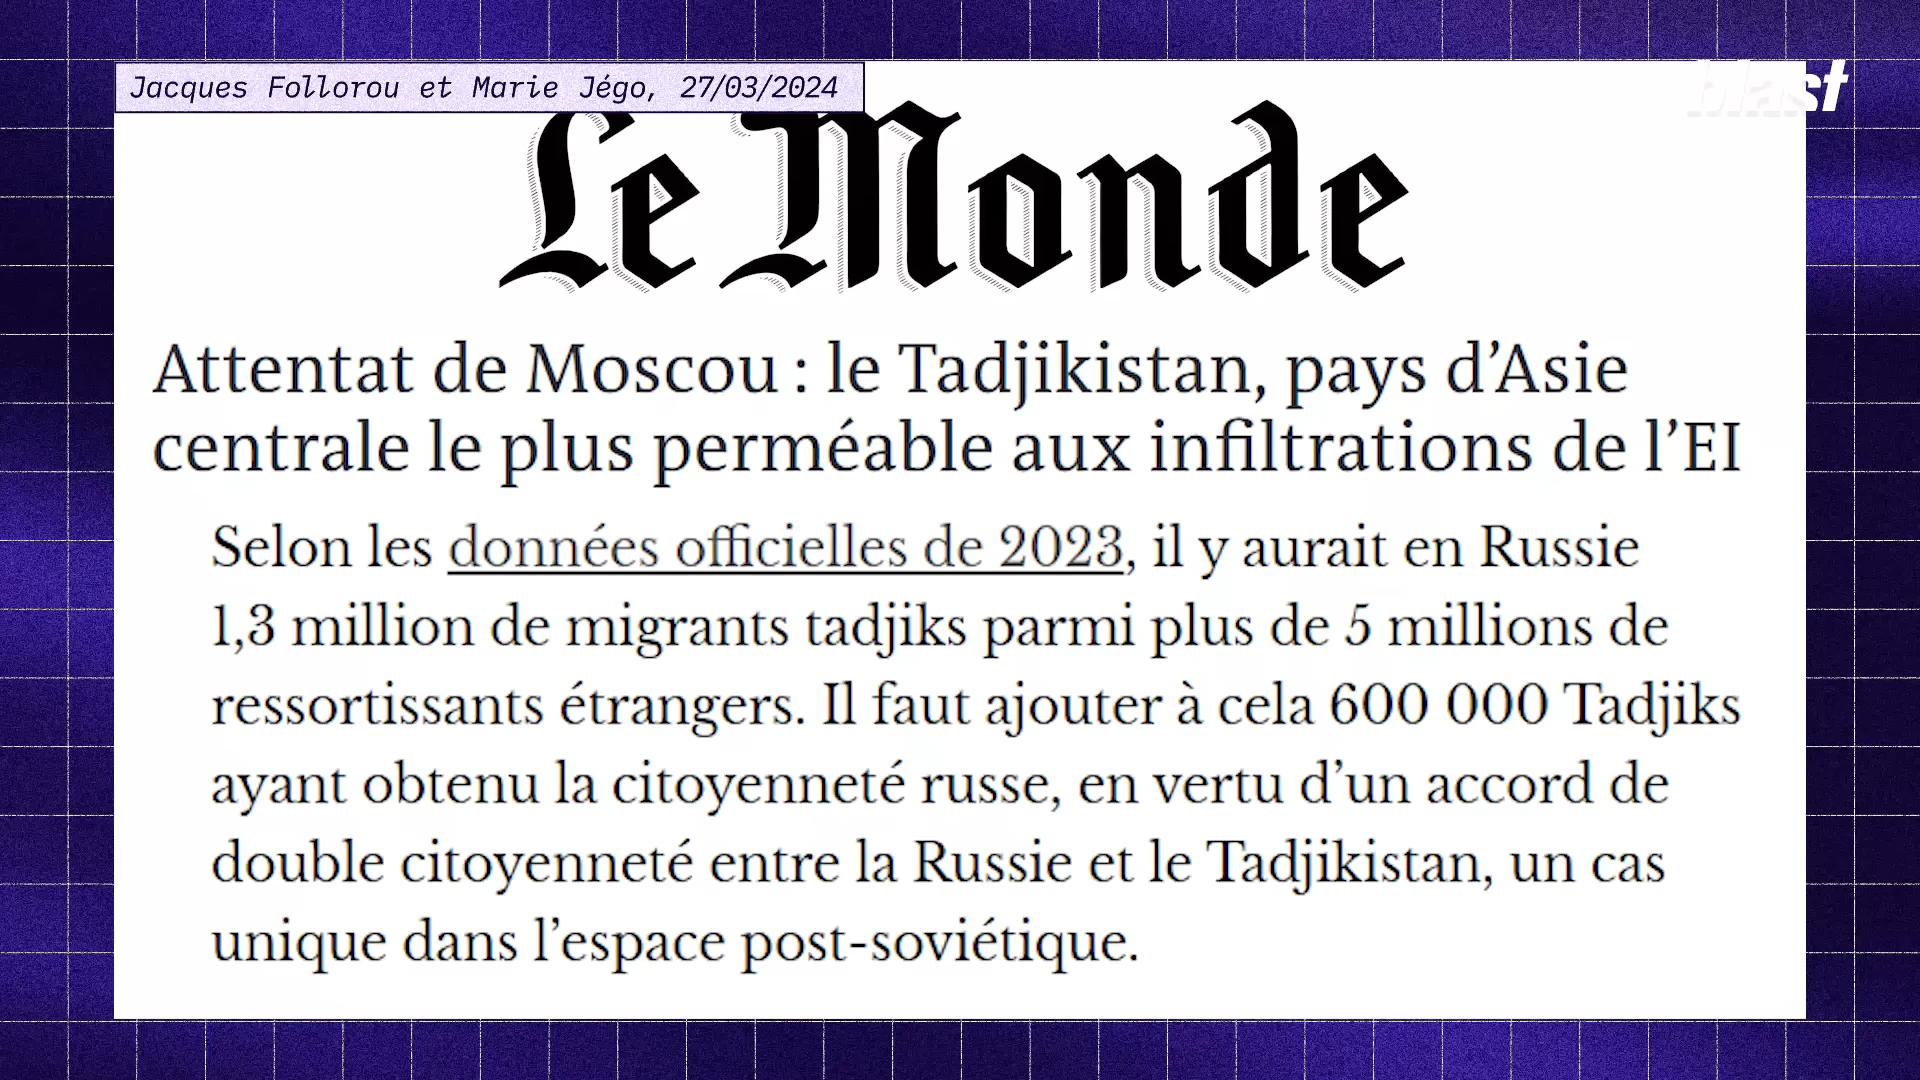 Jacques Follorou et Marie Jégo, 27/03/2024
blast
Le Monde
Attentat de Moscou : le Tadjikistan, pays d’Asie
centrale le plus perméable aux infiltrations de l’EI
Selon les données officielles de 2023, il y aurait en Russie
1,3 million de migrants tadjiks parmi plus de 5 millions de
ressortissants étrangers. Il faut ajouter à cela 600 000 Tadjiks
ayant obtenu la citoyenneté russe, en vertu d’un accord de
double citoyenneté entre la Russie et le Tadjikistan, un cas
unique dans l’espace post-soviétique.